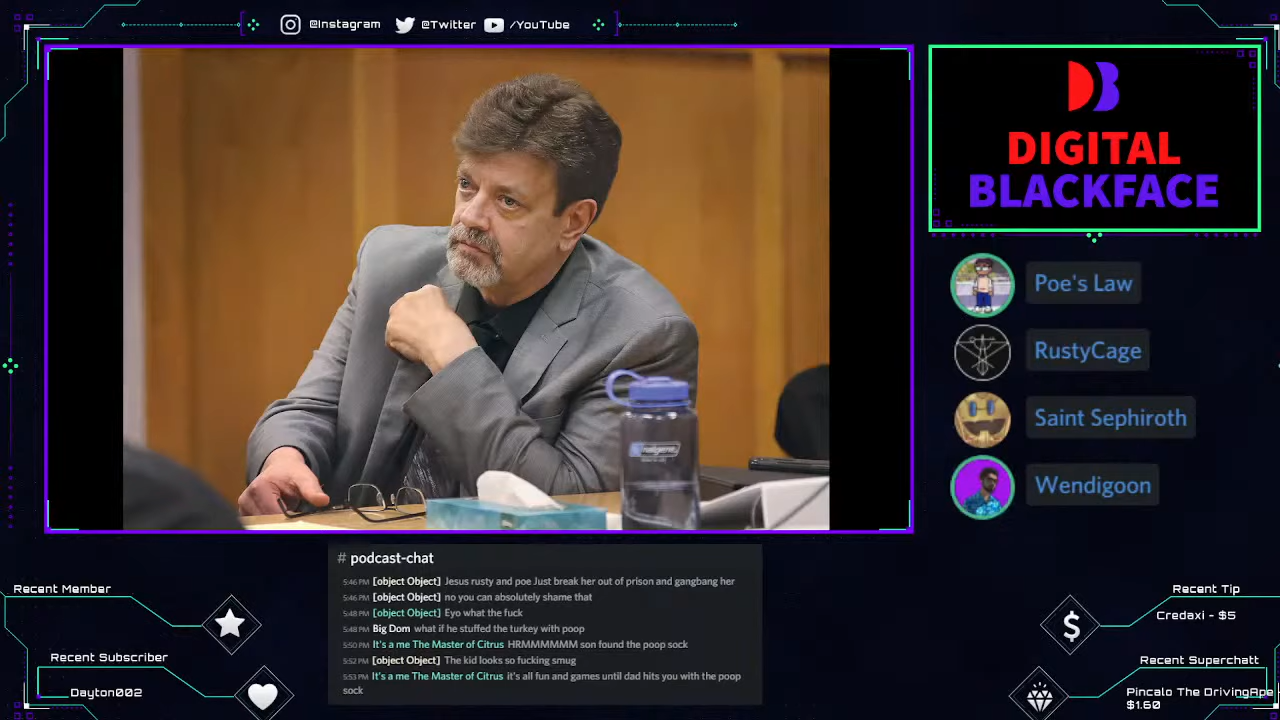 @Instagram @Twitter /YouTube
DB
DIGITAL
BLACKFACE
Poe's Law
RustyCage
Saint Sephiroth
Wendigoon
nalgene
# podcast-chat
5:46 PM [object Object] Jesus rusty and poe Just break her out of prison and gangbang her
5:46 PM [object Object] no you can absolutely shame that
5:48 PM [object Object] Eyo what the fuck
5:48 PM Big Dom what if he stuffed the turkey with poop
5:50 PM It's a me The Master of Citrus HRMMMMMM son found the poop sock
5:52 PM [object Object] The kid looks so fucking smug
5:53 PM It's a me The Master of Citrus it's all fun and games until dad hits you with the poop
sock
Recent Member
Recent Subscriber
Dayton002
Recent Tip
Credaxi - $5
$
Recent Superchatt
Pincalo The DrivingApe
$1.60